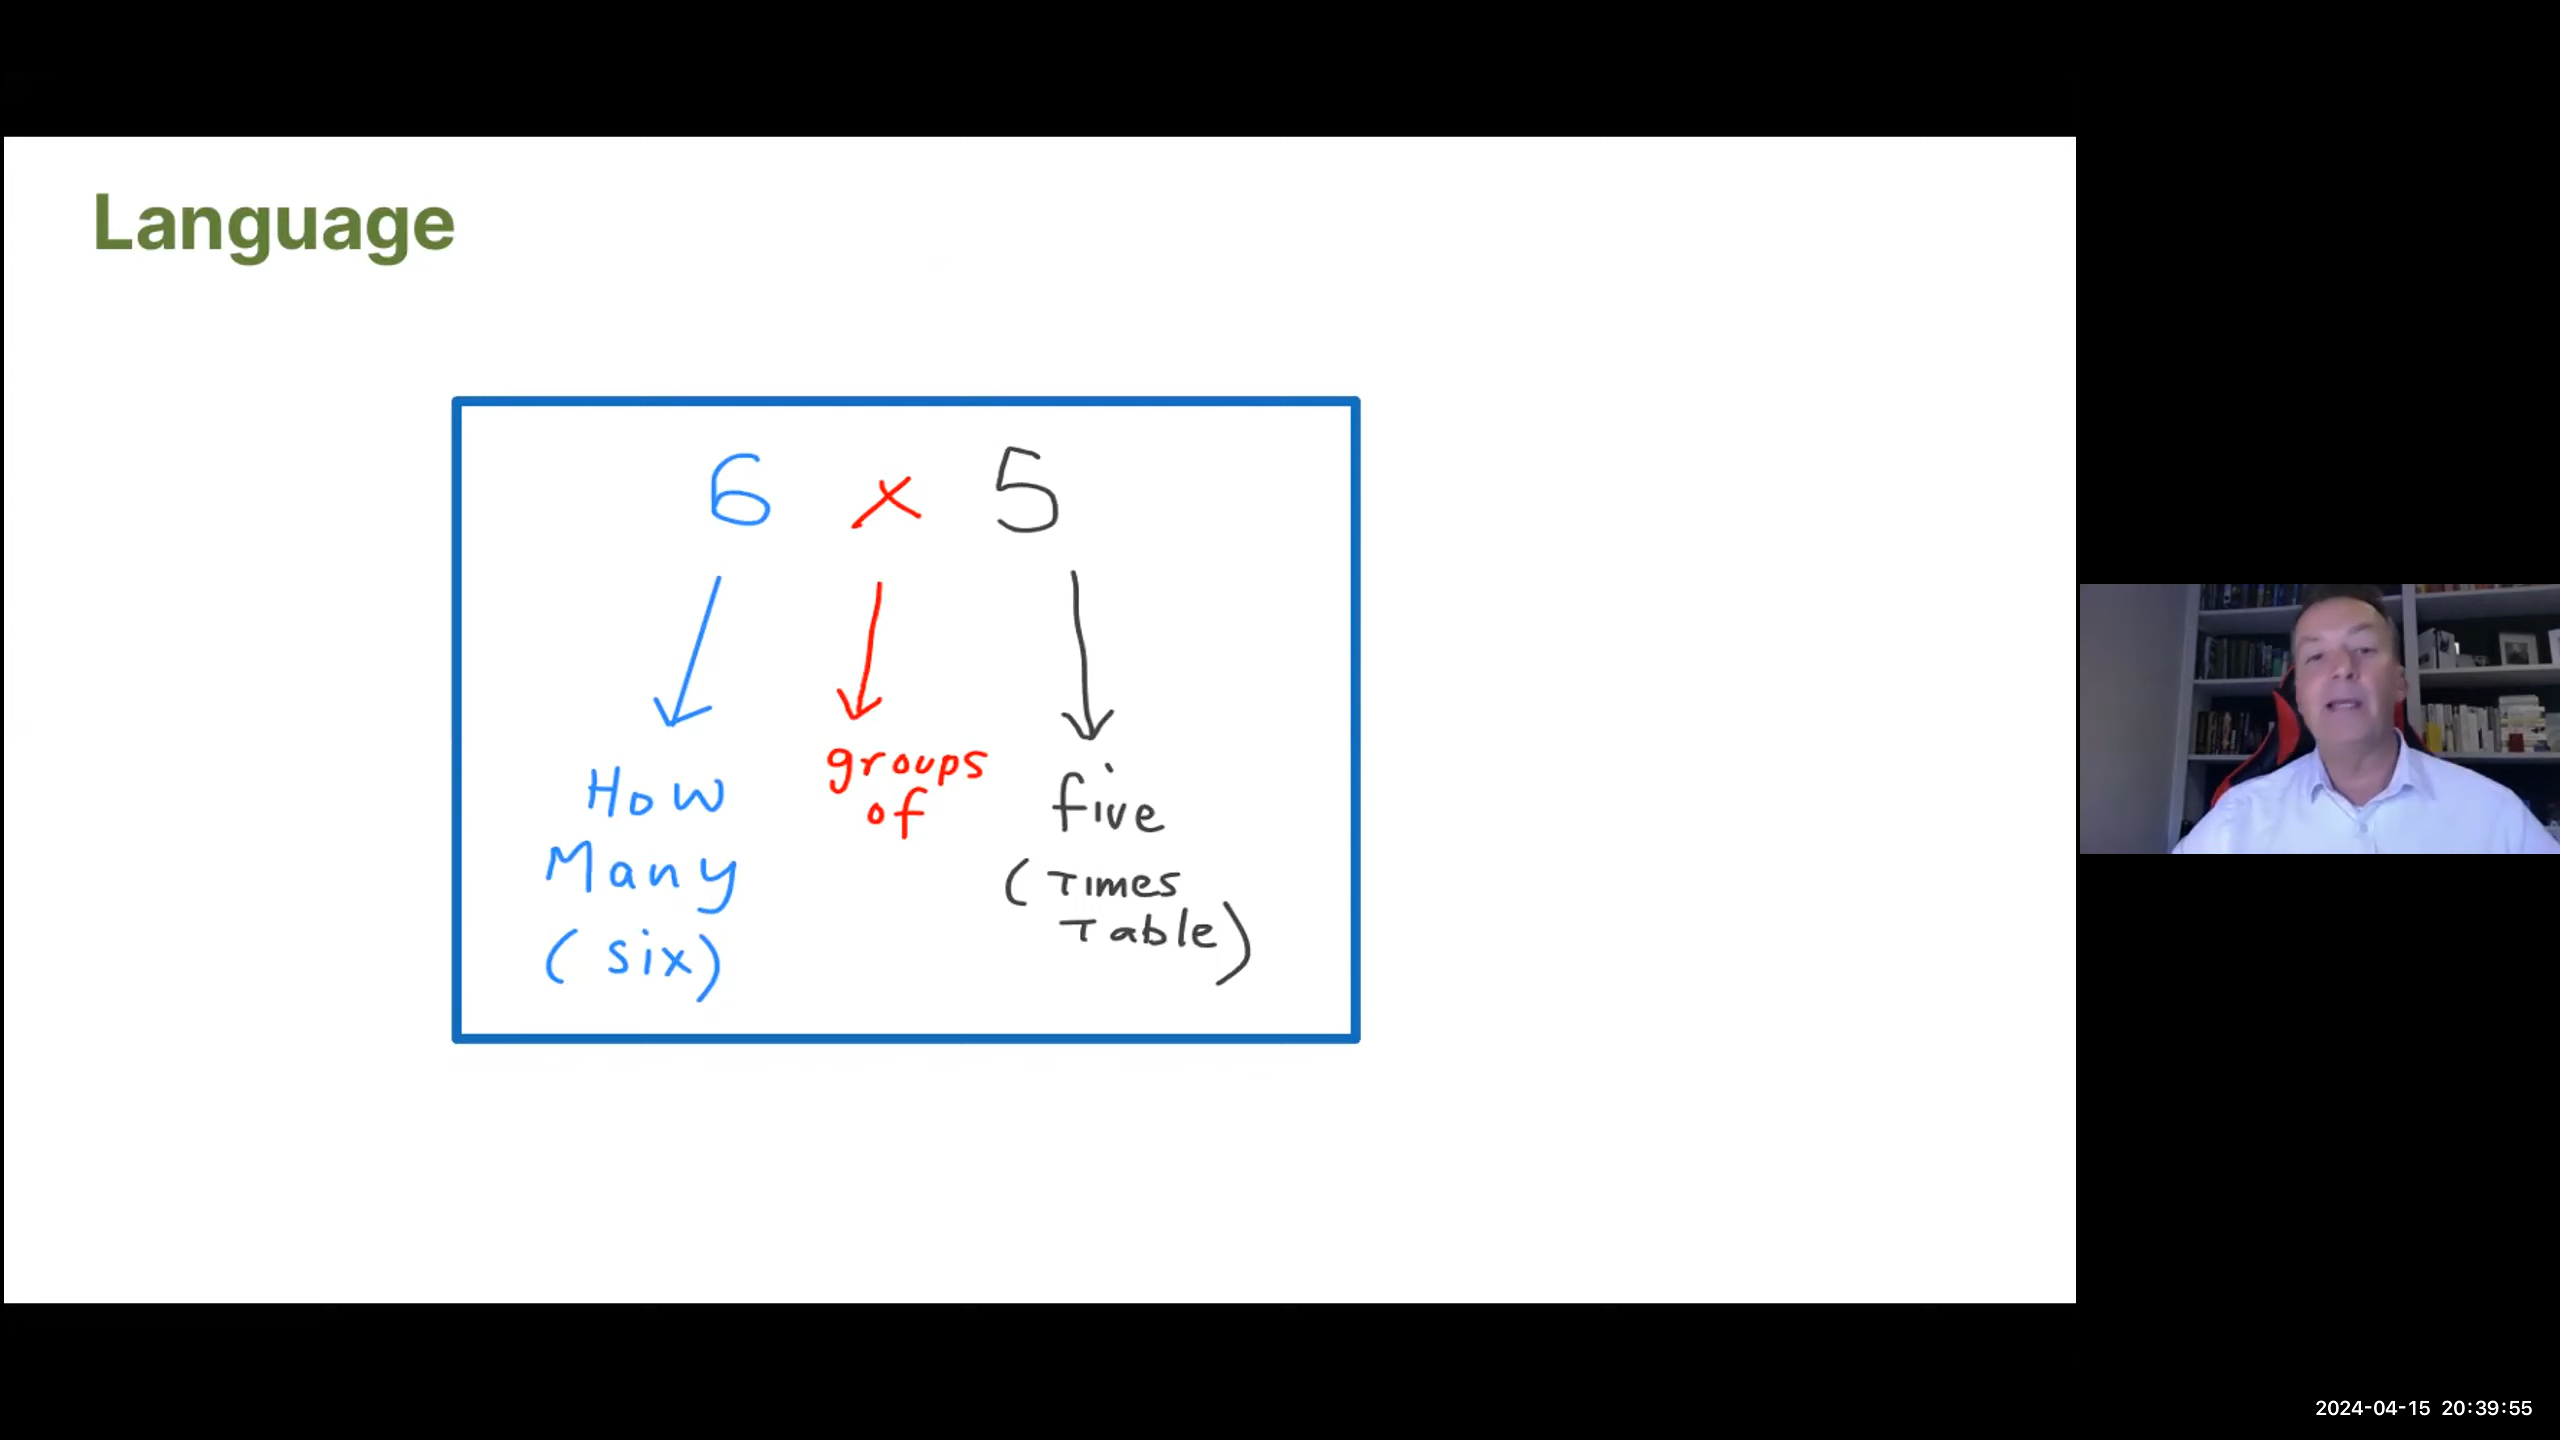 Language
6 x 5
How
Many
(six)
groups
of
five
(Times
Table)
2024-04-15 20:39:55